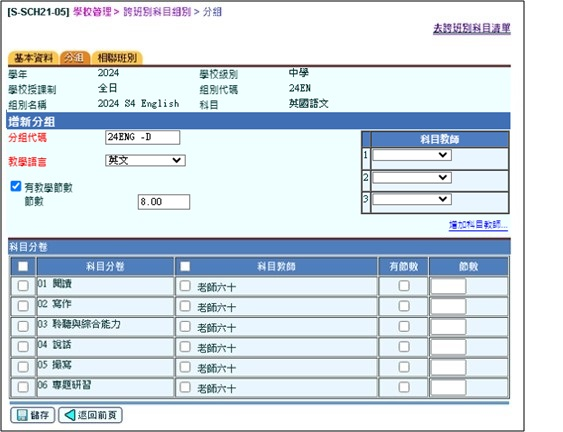 [S-SCH21-05] 學校管理 > 跨班別科目組別 > 分組
去跨班別科目清單
基本資料 分組 相聯班別
學年 2024 學校級別 中學
學校授課制 全日 組別代碼 24EN
組別名稱 2024 S4 English 科目 英國語文
增新分組
分組代碼 24ENG -D
教學語言 英文
有教學節數
節數 8.00
科目教師
1
2
3
增加科目教師...
科目分卷
科目分卷 科目教師 有節數 節數
01 閱讀 老師六十
02 寫作 老師六十
03 聆聽與綜合能力 老師六十
04 說話 老師六十
05 撮寫 老師六十
06 專題研習 老師六十
儲存 返回前頁